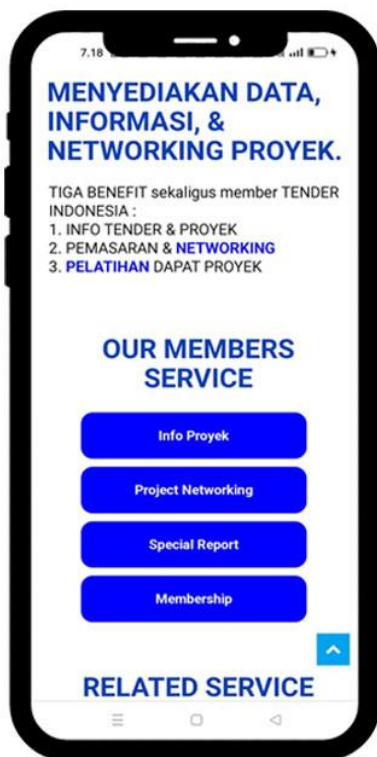 7.18
MENYEDIAKAN DATA,
INFORMASI, &
NETWORKING PROYEK.
TIGA BENEFIT sekaligus member TENDER
INDONESIA :
1. INFO TENDER & PROYEK
2. PEMASARAN & NETWORKING
3. PELATIHAN DAPAT PROYEK
OUR MEMBERS
SERVICE
Info Proyek
Project Networking
Special Report
Membership
RELATED SERVICE